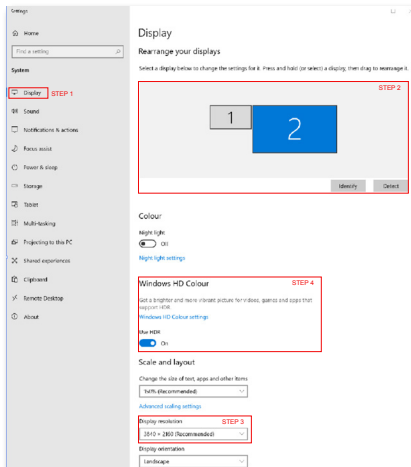 Settings
Home
Find a setting
System
Display STEP 1
Sound
Notifications & actions
Focus assist
Power & sleep
Storage
Tablet
Multi-tasking
Projecting to this PC
Shared experiences
Clipboard
Remote Desktop
About
Display
Rearrange your displays
Select a display below to change the settings for it. Press and hold (or select) a display, then drag to rearrange it.
STEP 2
1
2
Identify Detect
Colour
Night light
Off
Night light settings
Windows HD Colour STEP 4
Get a brighter and more vibrant picture for videos, games and apps that
support HDR.
Windows HD Colour settings
Use HDR
On
Scale and layout
Change the size of text, apps and other items
(Recommended)
Advanced scaling settings
Display resolution STEP 3
3840 × 2160 (Recommended)
Display orientation
Landscape